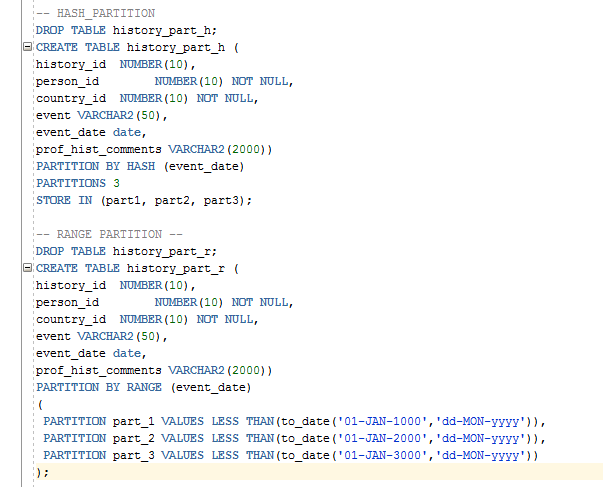 -- HASH_PARTITION
DROP TABLE history_part_h;
CREATE TABLE history_part_h (
history_id  NUMBER(10),
person_id        NUMBER(10) NOT NULL,
country_id  NUMBER(10) NOT NULL,
event VARCHAR2(50),
event_date date,
prof_hist_comments VARCHAR2(2000))
PARTITION BY HASH (event_date)
PARTITIONS 3
STORE IN (part1, part2, part3);
-- RANGE PARTITION --
DROP TABLE history_part_r;
CREATE TABLE history_part_r (
history_id  NUMBER(10),
person_id        NUMBER(10) NOT NULL,
country_id  NUMBER(10) NOT NULL,
event VARCHAR2(50),
event_date date,
prof_hist_comments VARCHAR2(2000))
PARTITION BY RANGE (event_date)
(
 PARTITION part_1 VALUES LESS THAN(to_date('01-JAN-1000','dd-MON-yyyy')),
 PARTITION part_2 VALUES LESS THAN(to_date('01-JAN-2000','dd-MON-yyyy')),
 PARTITION part_3 VALUES LESS THAN(to_date('01-JAN-3000','dd-MON-yyyy'))
);